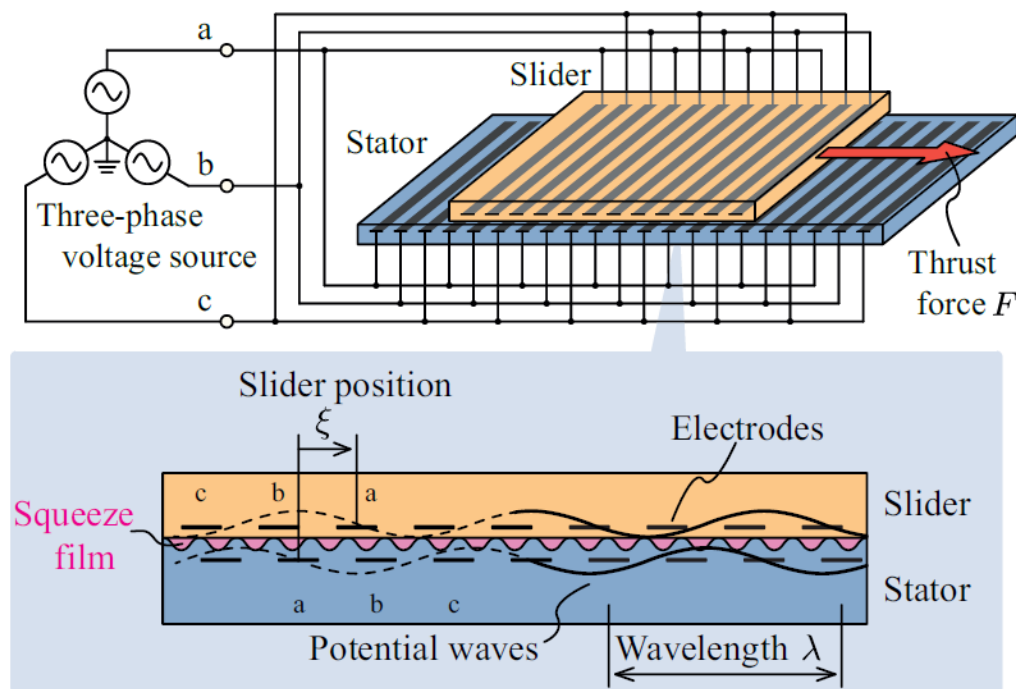 a
Slider
Stator
b
Three-phase
voltage source
c
Thrust
force F
Slider position
ξ
Electrodes
c b a
Slider
Squeeze
film
Stator
a b c
Potential waves
Wavelength λ